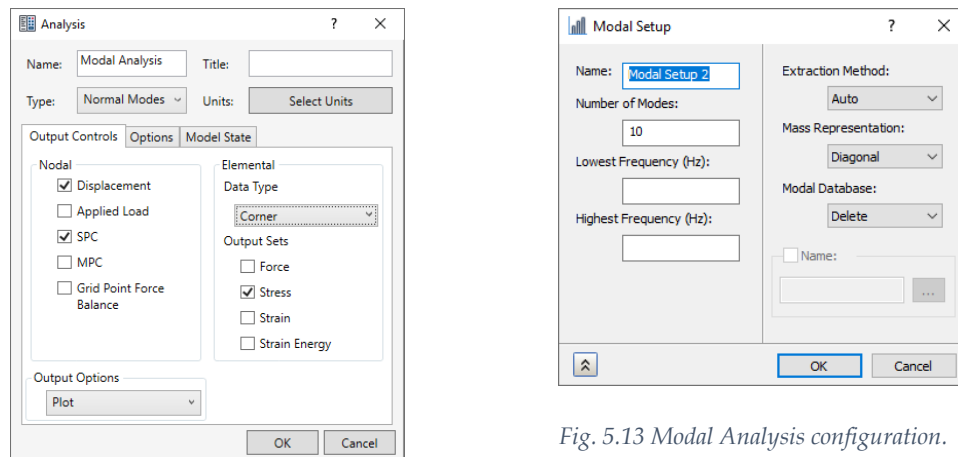 Analysis ? ×
Name: Modal Analysis Title:
Type: Normal Modes Units: Select Units
Output Controls Options Model State
Nodal
Displacement
Applied Load
SPC
MPC
Grid Point Force
Balance
Elemental
Data Type
Corner
Output Sets
Force
Stress
Strain
Strain Energy
Output Options
Plot
OK Cancel
Modal Setup ? ×
Name: Modal Setup 2
Number of Modes:
10
Lowest Frequency (Hz):
Highest Frequency (Hz):
Extraction Method:
Auto
Mass Representation:
Diagonal
Modal Database:
Delete
Name:
...
OK Cancel
Fig. 5.13 Modal Analysis configuration.